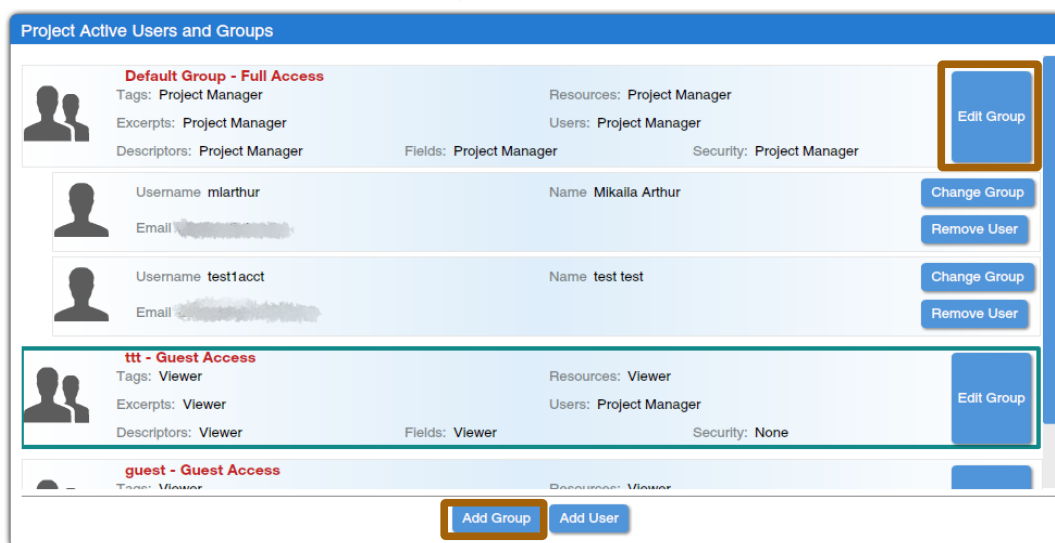 Project Active Users and Groups
Default Group - Full Access
Tags: Project Manager Resources: Project Manager
Edit Group
Excerpts: Project Manager Users: Project Manager
Descriptors: Project Manager Fields: Project Manager Security: Project Manager
Username mlarthur Name Mikaila Arthur Change Group
Email Remove User
Username test1acct Name test test Change Group
Email Remove User
ttt - Guest Access
Tags: Viewer Resources: Viewer
Edit Group
Excerpts: Viewer Users: Project Manager
Descriptors: Viewer Fields: Viewer Security: None
guest - Guest Access
Tags: Viewer Resources: Viewer
Add Group Add User